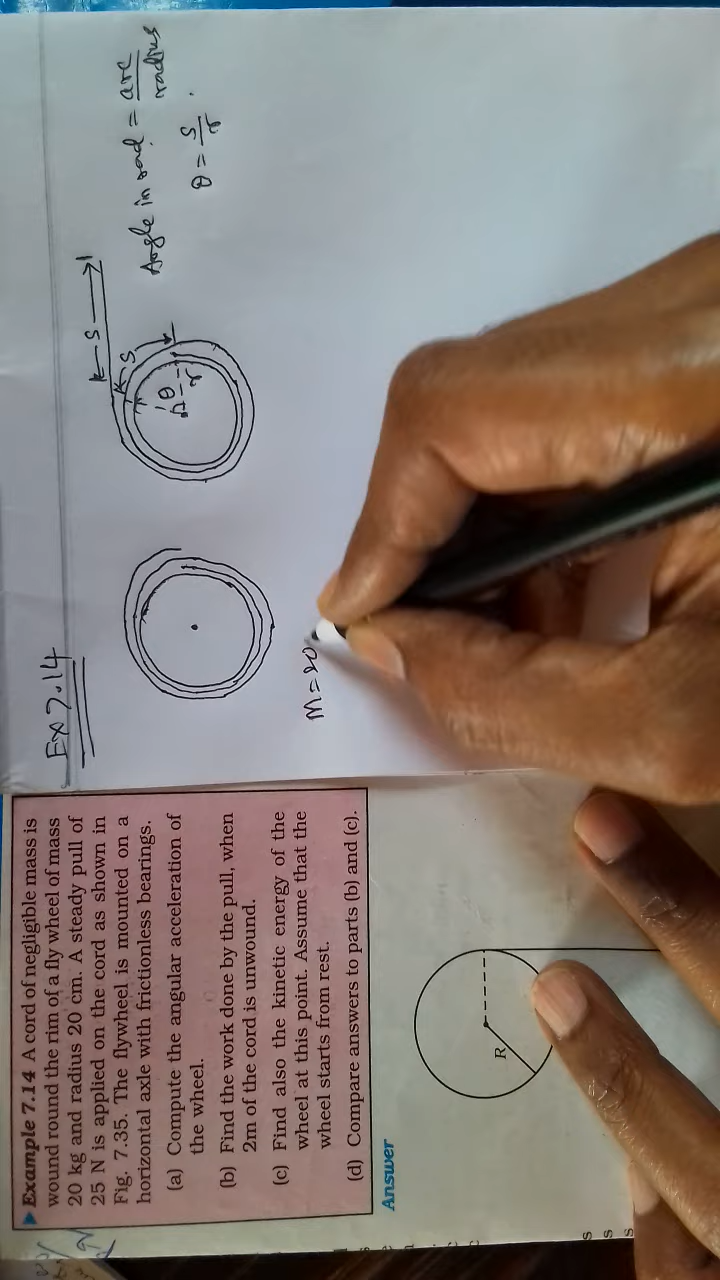 ▶ Example 7.14 A cord of negligible mass is
wound round the rim of a fly wheel of mass
20 kg and radius 20 cm. A steady pull of
25 N is applied on the cord as shown in
Fig. 7.35. The flywheel is mounted on a
horizontal axle with frictionless bearings.
(a) Compute the angular acceleration of
the wheel.
(b) Find the work done by the pull, when
2m of the cord is unwound.
(c) Find also the kinetic energy of the
wheel at this point. Assume that the
wheel starts from rest.
(d) Compare answers to parts (b) and (c).
Answer
R
EX 7.14
S
S
θ
r
Angle in rad = arc/radius
θ = S/r .
M = 20